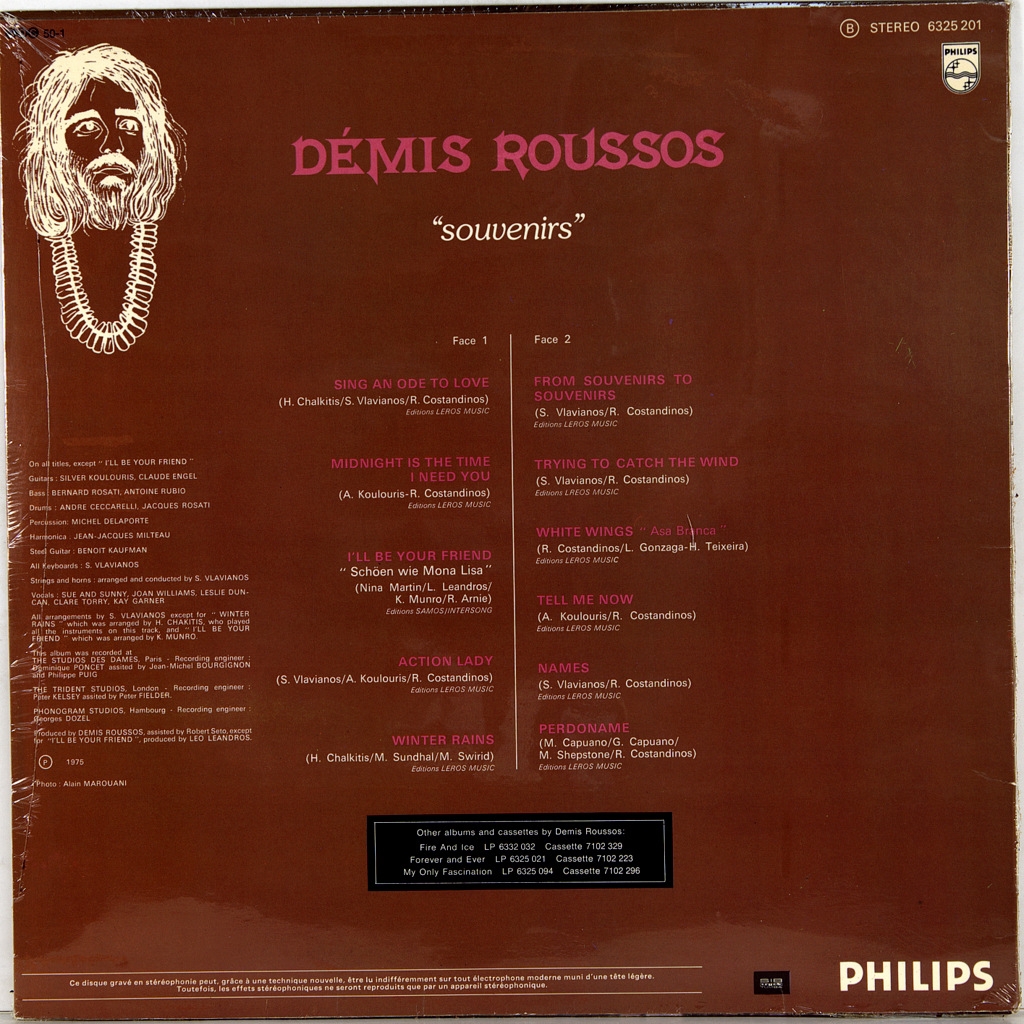 50-1
B STEREO 6325 201
PHILIPS
DÉMIS ROUSSOS
“souvenirs”
Face 1
SING AN ODE TO LOVE
(H. Chalkitis/S. Vlavianos/R. Costandinos)
Editions LEROS MUSIC
MIDNIGHT IS THE TIME
I NEED YOU
(A. Koulouris-R. Costandinos)
Editions LEROS MUSIC
I'LL BE YOUR FRIEND
“ Schöen wie Mona Lisa ”
(Nina Martin/L. Leandros/
K. Munro/R. Arnie)
Editions SAMOS/INTERSONG
ACTION LADY
(S. Vlavianos/A. Koulouris/R. Costandinos)
Editions LEROS MUSIC
WINTER RAINS
(H. Chalkitis/M. Sundhal/M. Swirid)
Editions LEROS MUSIC
Face 2
FROM SOUVENIRS TO
SOUVENIRS
(S. Vlavianos/R. Costandinos)
Editions LEROS MUSIC
TRYING TO CATCH THE WIND
(S. Vlavianos/R. Costandinos)
Editions LREOS MUSIC
WHITE WINGS “ Asa Branca ”
(R. Costandinos/L. Gonzaga-H. Teixeira)
Editions LEROS MUSIC
TELL ME NOW
(A. Koulouris/R. Costandinos)
Editions LEROS MUSIC
NAMES
(S. Vlavianos/R. Costandinos)
Editions LEROS MUSIC
PERDONAME
(M. Capuano/G. Capuano/
M. Shepstone/R. Costandinos)
Editions LEROS MUSIC
On all titles, except “ I'LL BE YOUR FRIEND ”
Guitars : SILVER KOULOURIS, CLAUDE ENGEL
Bass : BERNARD ROSATI, ANTOINE RUBIO
Drums : ANDRE CECCARELLI, JACQUES ROSATI
Percussion: MICHEL DELAPORTE
Harmonica : JEAN-JACQUES MILTEAU
Steel Guitar : BENOIT KAUFMAN
All Keyboards : S. VLAVIANOS
Strings and horns : arranged and conducted by S. VLAVIANOS
Vocals : SUE AND SUNNY, JOAN WILLIAMS, LESLIE DUN-
CAN, CLARE TORRY, KAY GARNER
All arrangements by S. VLAVIANOS except for “ WINTER
RAINS ” which was arranged by H. CHAKITIS, who played
all the instruments on this track, and “ I'LL BE YOUR
FRIEND ” which was arranged by K. MUNRO.
This album was recorded at
THE STUDIOS DES DAMES, Paris - Recording engineer :
Dominique PONCET assited by Jean-Michel BOURGIGNON
and Philippe PUIG
THE TRIDENT STUDIOS, London - Recording engineer :
Peter KELSEY assited by Peter FIELDER.
PHONOGRAM STUDIOS, Hambourg - Recording engineer :
Georges DOZEL
Produced by DEMIS ROUSSOS, assisted by Robert Seto, except
for “I'LL BE YOUR FRIEND”, produced by LEO LEANDROS.
P 1975
Photo : Alain MAROUANI
Other albums and cassettes by Demis Roussos:
Fire And Ice LP 6332 032 Cassette 7102 329
Forever and Ever LP 6325 021 Cassette 7102 223
My Only Fascination LP 6325 094 Cassette 7102 296
Ce disque gravé en stéréophonie peut, grâce à une technique nouvelle, être lu indifféremment sur tout électrophone moderne muni d'une tête légère.
Toutefois, les effets stéréophoniques ne seront reproduits que par un appareil stéréophonique.
PHILIPS